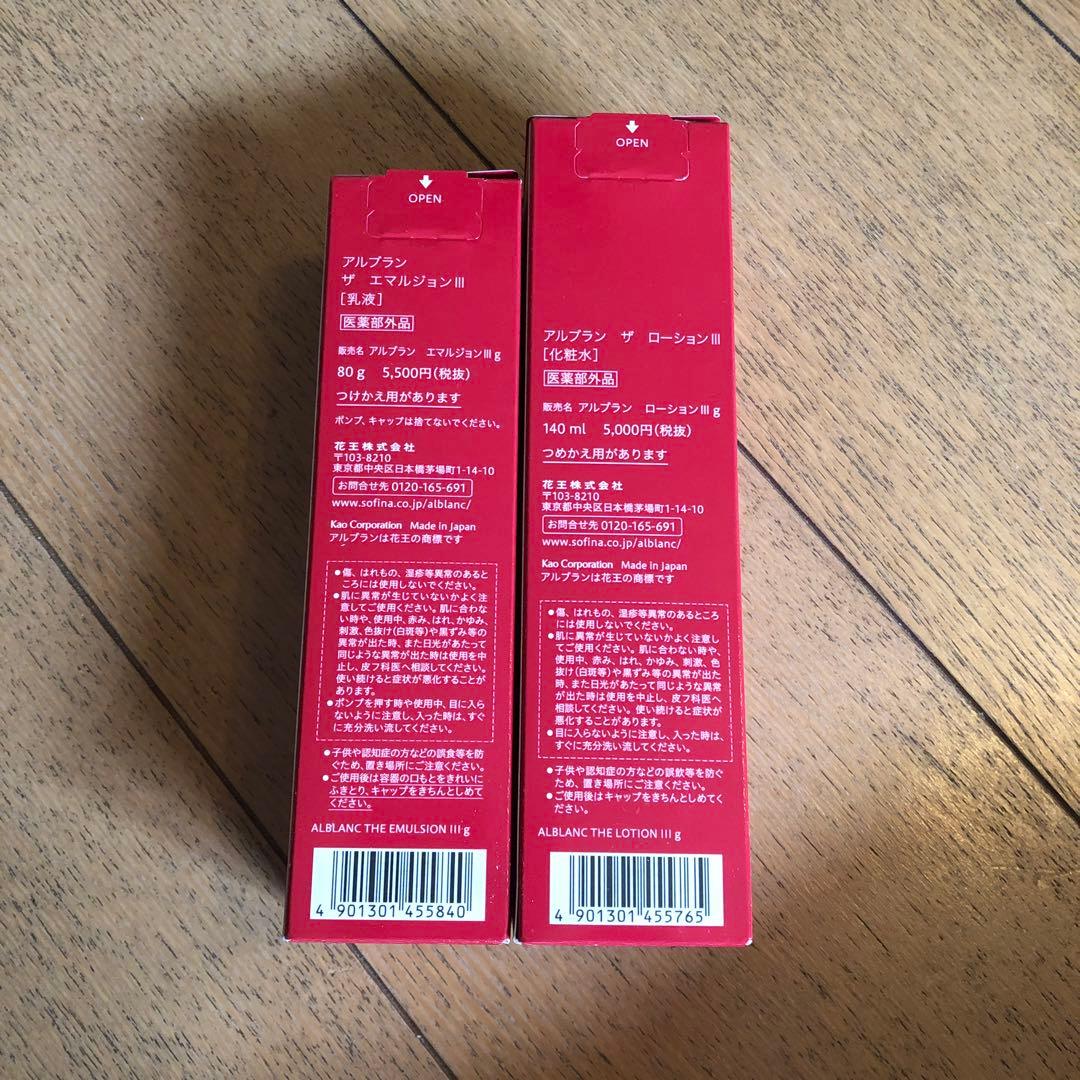 OPEN
アルブラン
ザ エマルジョンⅢ
[乳液]
医薬部外品
販売名 アルブラン エマルジョンⅢg
80g 5,500円(税抜)
つけかえ用があります
ポンプ、キャップは捨てないでください。
花王株式会社
〒103-8210
東京都中央区日本橋茅場町1-14-10
お問合せ先 0120-165-691
www.sofina.co.jp/alblanc/
Kao Corporation Made in Japan
アルブランは花王の商標です
●傷、はれもの、湿疹等異常のあると
ころには使用しないでください。
●肌に異常が生じていないかよく注
意してご使用ください。肌に合わな
い時や、使用中、赤み、はれ、かゆみ、
刺激、色抜け(白斑等)や黒ずみ等の
異常が出た時、また日光があたって
同じような異常が出た時は使用を中
止し、皮フ科医へ相談してください。
使い続けると症状が悪化することが
あります。
●ポンプを押す時や使用中、目に入ら
ないように注意し、入った時は、すぐ
に充分洗い流してください。
●子供や認知症の方などの誤食等を防
ぐため、置き場所にご注意ください。
●ご使用後は容器の口もとをきれいに
ふきとり、キャップをきちんとしめて
ください。
ALBLANC THE EMULSION III g
4 901301 455840
OPEN
アルブラン ザ ローションⅢ
[化粧水]
医薬部外品
販売名 アルブラン ローションⅢg
140 ml 5,000円(税抜)
つめかえ用があります
花王株式会社
〒103-8210
東京都中央区日本橋茅場町1-14-10
お問合せ先 0120-165-691
www.sofina.co.jp/alblanc/
Kao Corporation Made in Japan
アルブランは花王の商標です
●傷、はれもの、湿疹等異常のあるところ
には使用しないでください。
●肌に異常が生じていないかよく注意し
てご使用ください。肌に合わない時や、
使用中、赤み、はれ、かゆみ、刺激、色
抜け(白斑等)や黒ずみ等の異常が出た
時、また日光があたって同じような異常
が出た時は使用を中止し、皮フ科医へ
相談してください。使い続けると症状が
悪化することがあります。
●目に入らないように注意し、入った時は、
すぐに充分洗い流してください。
●子供や認知症の方などの誤飲等を防ぐ
ため、置き場所にご注意ください。
●ご使用後はキャップをきちんとしめてく
ださい。
ALBLANC THE LOTION III g
4 901301 455765